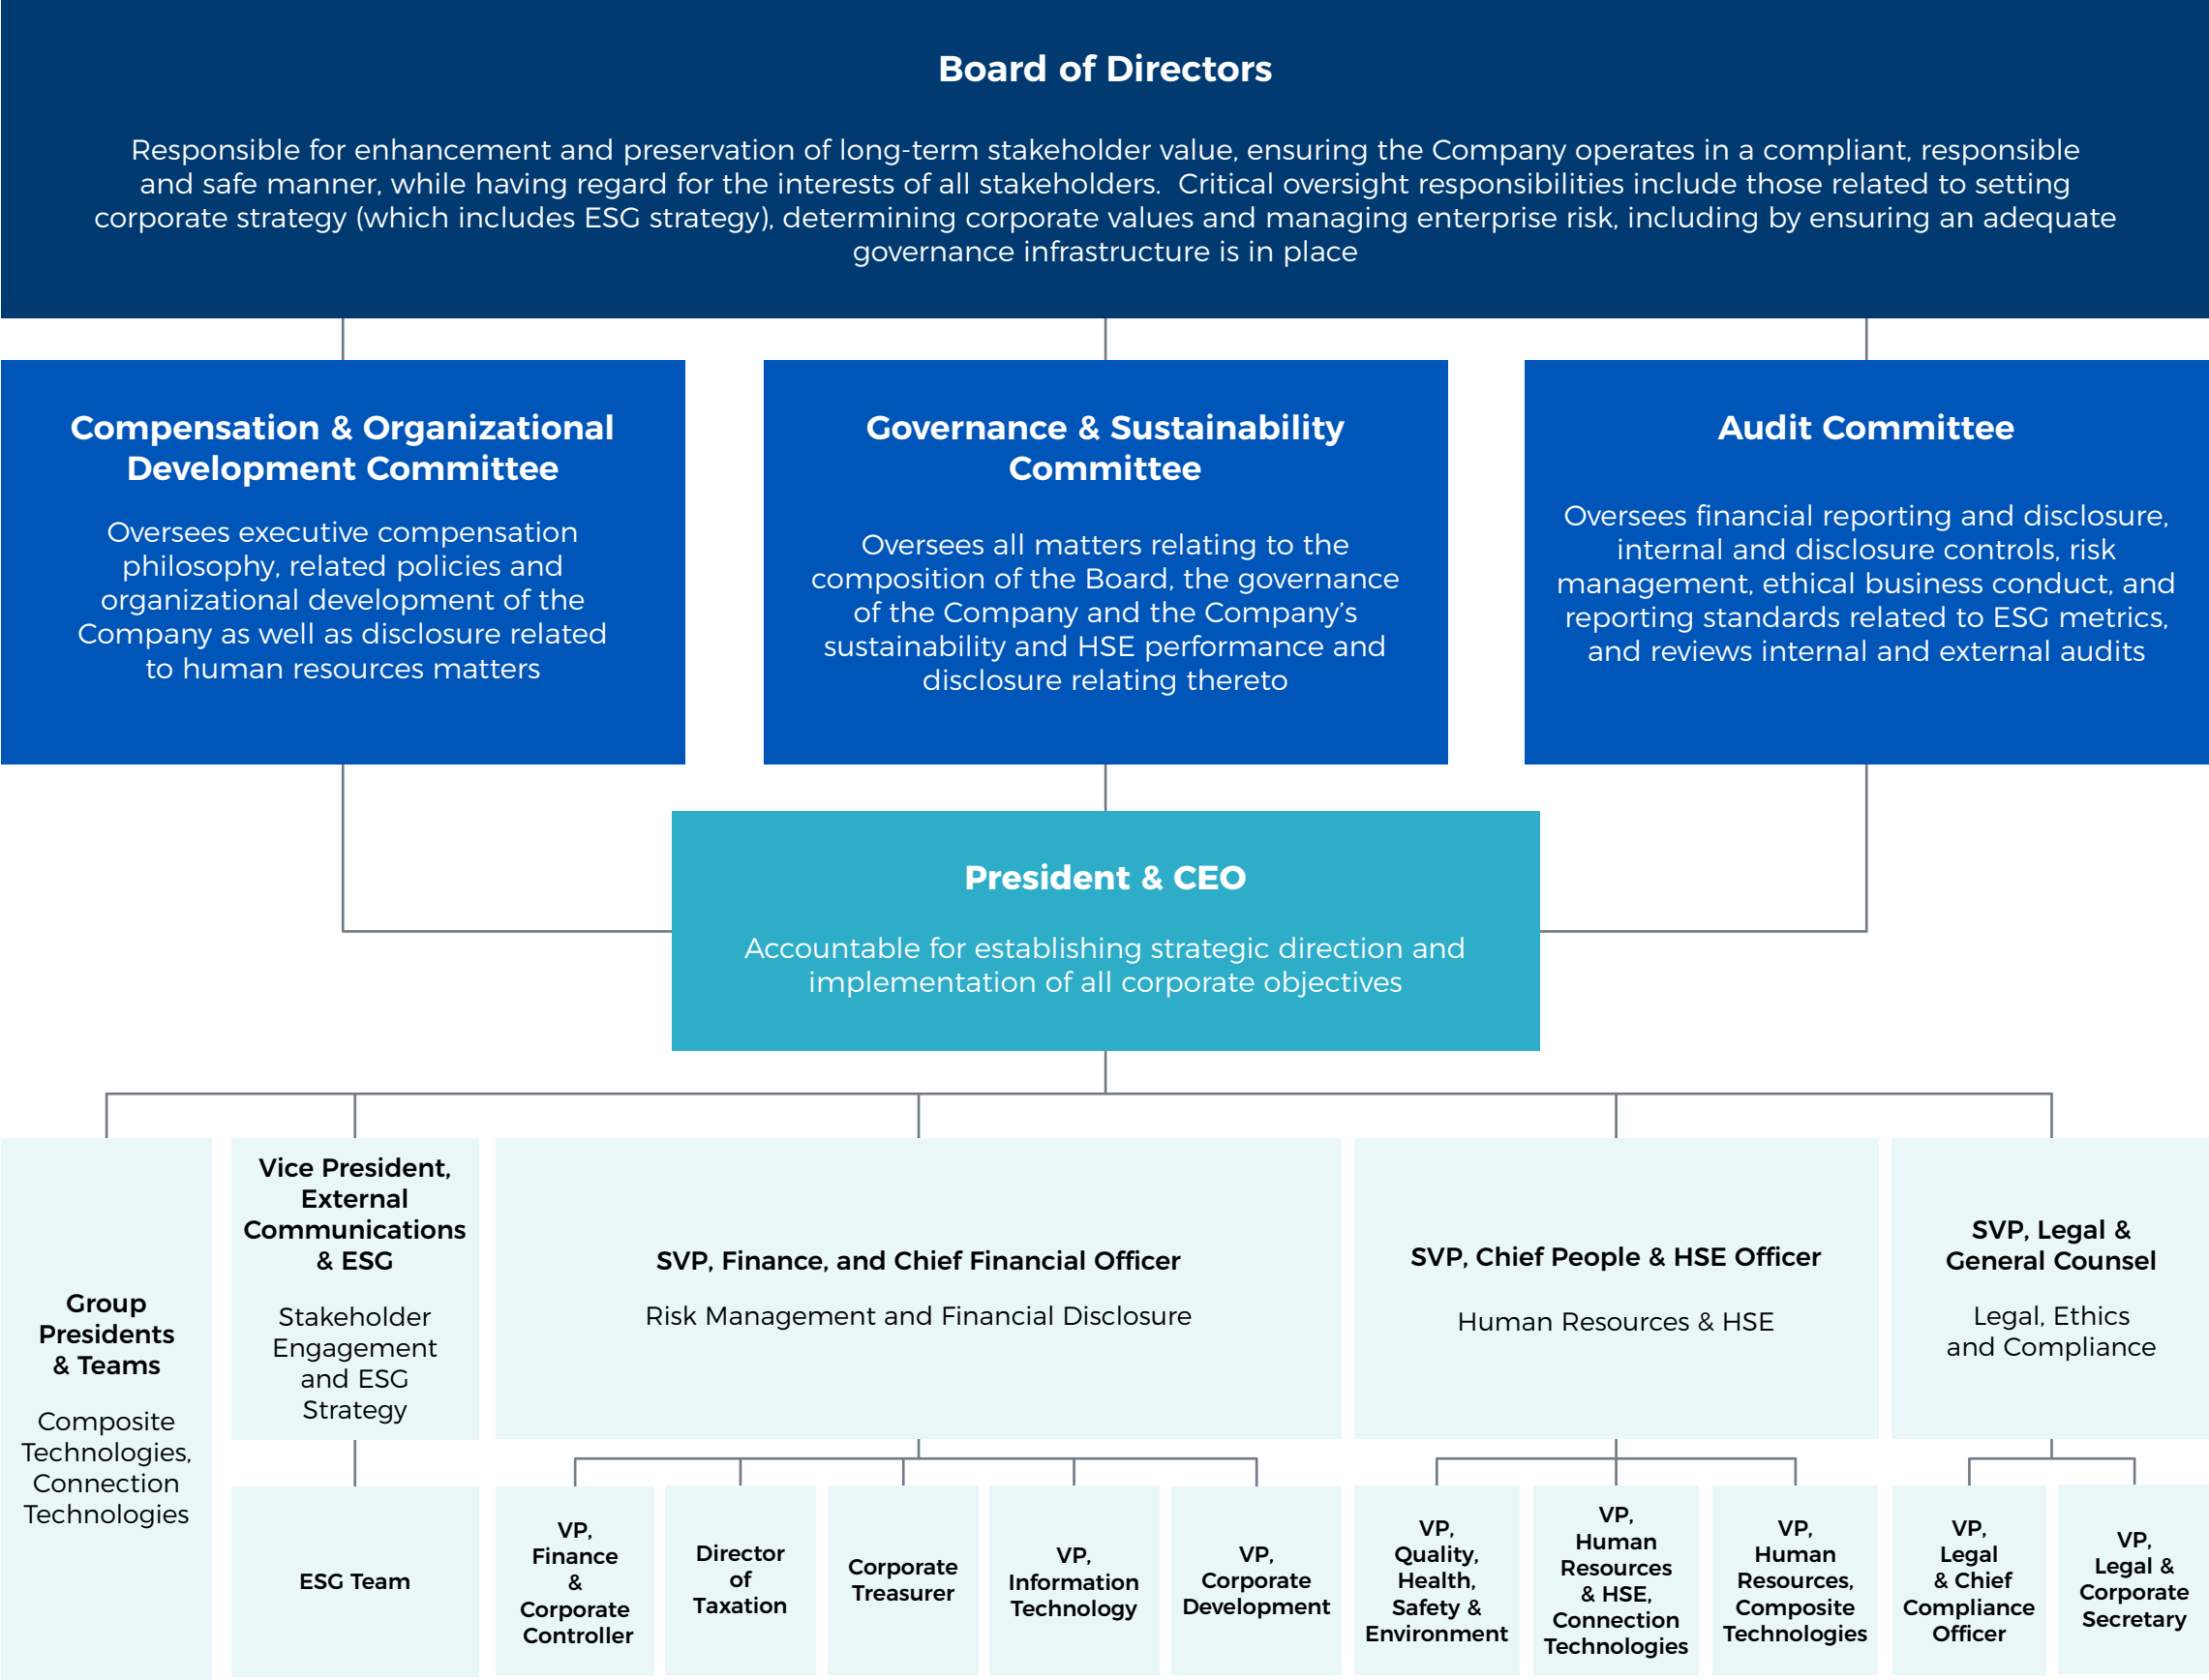 Board of Directors
Responsible for enhancement and preservation of long-term stakeholder value, ensuring the Company operates in a compliant, responsible
and safe manner, while having regard for the interests of all stakeholders.  Critical oversight responsibilities include those related to setting
corporate strategy (which includes ESG strategy), determining corporate values and managing enterprise risk, including by ensuring an adequate
governance infrastructure is in place
Compensation & Organizational
Development Committee
Oversees executive compensation
philosophy, related policies and
organizational development of the
Company as well as disclosure related
to human resources matters
Governance & Sustainability
Committee
Oversees all matters relating to the
composition of the Board, the governance
of the Company and the Company’s
sustainability and HSE performance and
disclosure relating thereto
Audit Committee
Oversees financial reporting and disclosure,
internal and disclosure controls, risk
management, ethical business conduct, and
reporting standards related to ESG metrics,
and reviews internal and external audits
President & CEO
Accountable for establishing strategic direction and
implementation of all corporate objectives
Group
Presidents
& Teams
Composite
Technologies,
Connection
Technologies
Vice President,
External
Communications
& ESG
Stakeholder
Engagement
and ESG
Strategy
ESG Team
SVP, Finance, and Chief Financial Officer
Risk Management and Financial Disclosure
VP,
Finance
&
Corporate
Controller
Director
of
Taxation
Corporate
Treasurer
VP,
Information
Technology
VP,
Corporate
Development
SVP, Chief People & HSE Officer
Human Resources & HSE
VP,
Quality,
Health,
Safety &
Environment
VP,
Human
Resources
& HSE,
Connection
Technologies
VP,
Human
Resources,
Composite
Technologies
SVP, Legal &
General Counsel
Legal, Ethics
and Compliance
VP,
Legal
& Chief
Compliance
Officer
VP,
Legal &
Corporate
Secretary